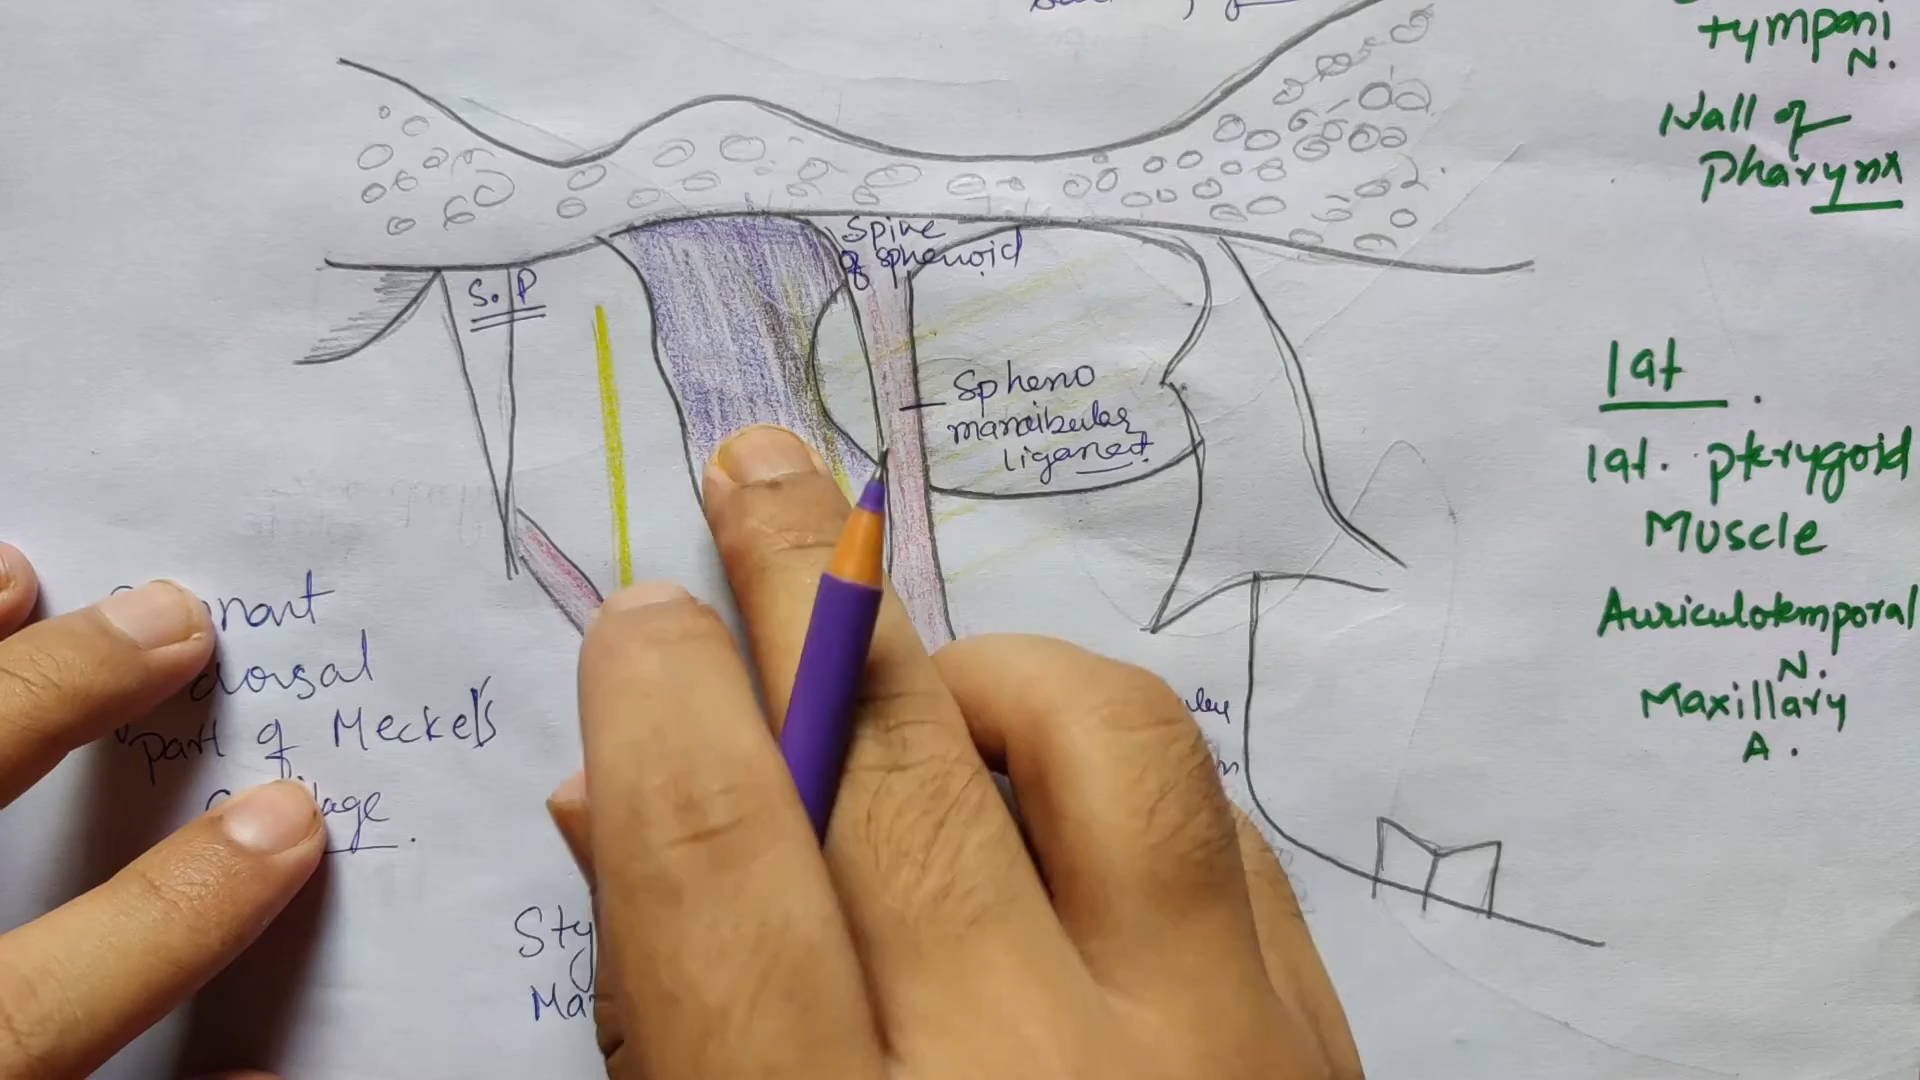 tympani
N.
Wall of
Pharynx
Spine
of sphenoid
S.P
Spheno
mandibular
Ligament
lat
lat. pterygoid
Muscle
Auriculotemporal
N.
Maxillary
A.
dorsal
part of Meckel's